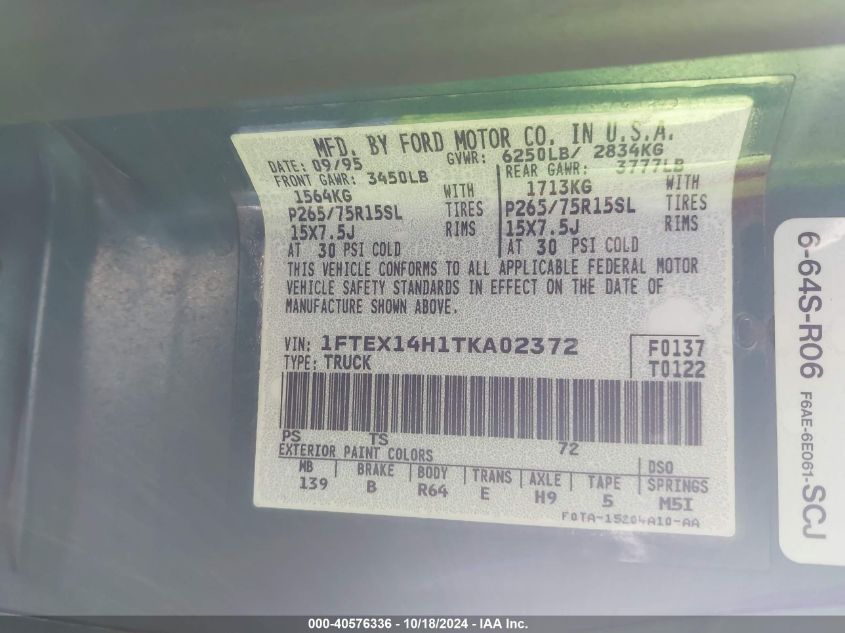 MFD. BY FORD MOTOR CO. IN U.S.A.
DATE: 09/95 GVWR: 6250LB/ 2834KG
FRONT GAWR: 3450LB REAR GAWR: 3777LB
1564KG WITH 1713KG WITH
P265/75R15SL TIRES P265/75R15SL TIRES
15X7.5J RIMS 15X7.5J RIMS
AT 30 PSI COLD AT 30 PSI COLD
THIS VEHICLE CONFORMS TO ALL APPLICABLE FEDERAL MOTOR
VEHICLE SAFETY STANDARDS IN EFFECT ON THE DATE OF
MANUFACTURE SHOWN ABOVE.
VIN: 1FTEX14H1TKA02372 F0137
TYPE: TRUCK T0122
PS TS 72
EXTERIOR PAINT COLORS DSO
WB BRAKE BODY TRANS AXLE TAPE SPRINGS
139 B R64 E H9 5 M5I
F0TA-15204A10-AA
6-64S-R06 F6AE-6E061-SCJ
000-40576336 - 10/18/2024 - IAA Inc.